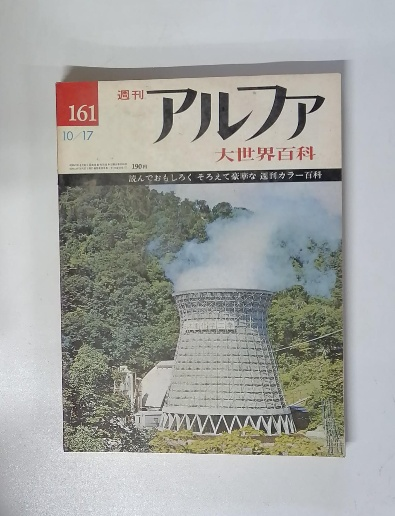 161
10/17
週刊
アルファ
大世界百科
190円
読んでおもしろく そろえて豪華な 週刊カラー百科